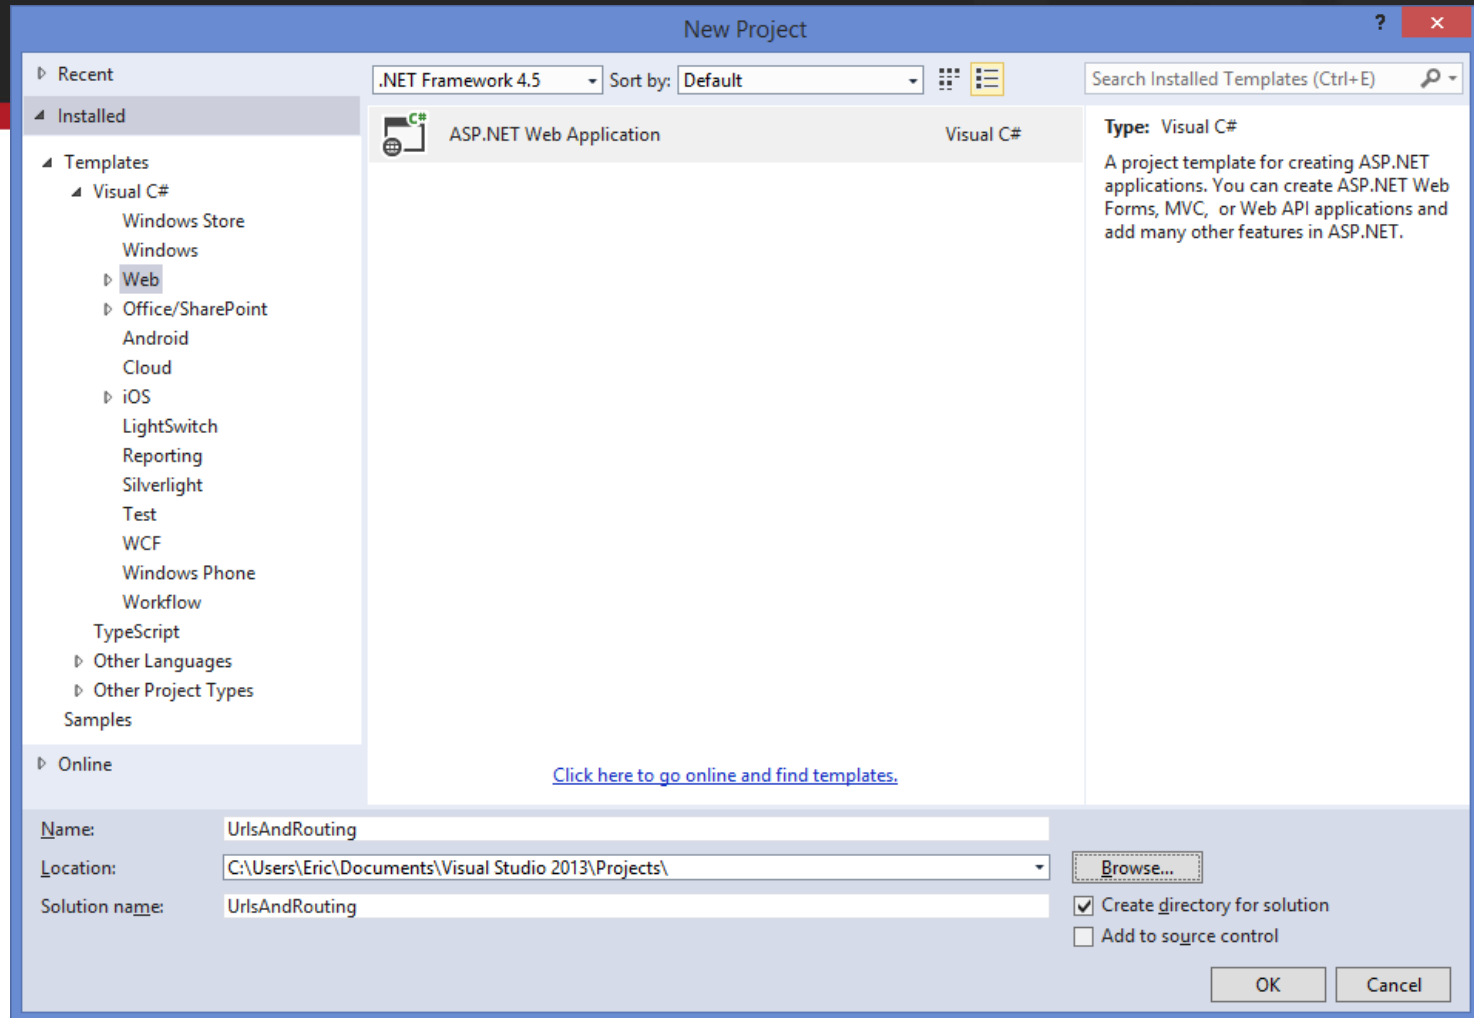 New Project
?
Recent
.NET Framework 4.5
Sort by:
Default
Search Installed Templates (Ctrl+E)
Installed
C#
ASP.NET Web Application
Visual C#
Type: Visual C#
A project template for creating ASP.NET
applications. You can create ASP.NET Web
Forms, MVC, or Web API applications and
add many other features in ASP.NET.
Templates
Visual C#
Windows Store
Windows
Web
Office/SharePoint
Android
Cloud
iOS
LightSwitch
Reporting
Silverlight
Test
WCF
Windows Phone
Workflow
TypeScript
Other Languages
Other Project Types
Samples
Online
Click here to go online and find templates.
Name:
UrlsAndRouting
Location:
C:\Users\Eric\Documents\Visual Studio 2013\Projects\
Browse...
Solution name:
UrlsAndRouting
Create directory for solution
Add to source control
OK
Cancel